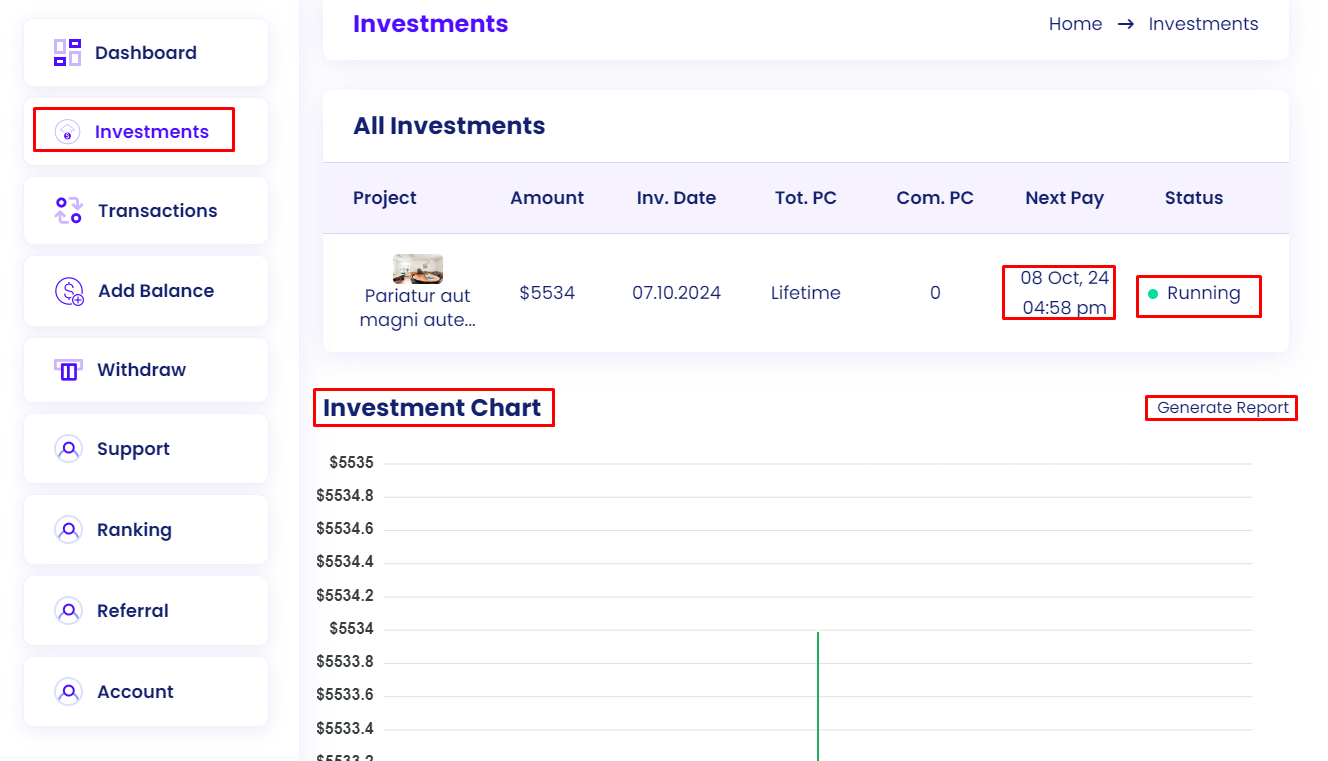 Dashboard
Investments
Transactions
Add Balance
Withdraw
Support
Ranking
Referral
Account
Investments
Home → Investments
All Investments
Project Amount Inv. Date Tot. PC Com. PC Next Pay Status
Pariatur aut
magni aute...
$5534 07.10.2024 Lifetime 0
08 Oct, 24
04:58 pm
Running
Investment Chart
Generate Report
$5535
$5534.8
$5534.6
$5534.4
$5534.2
$5534
$5533.8
$5533.6
$5533.4
$5533.2